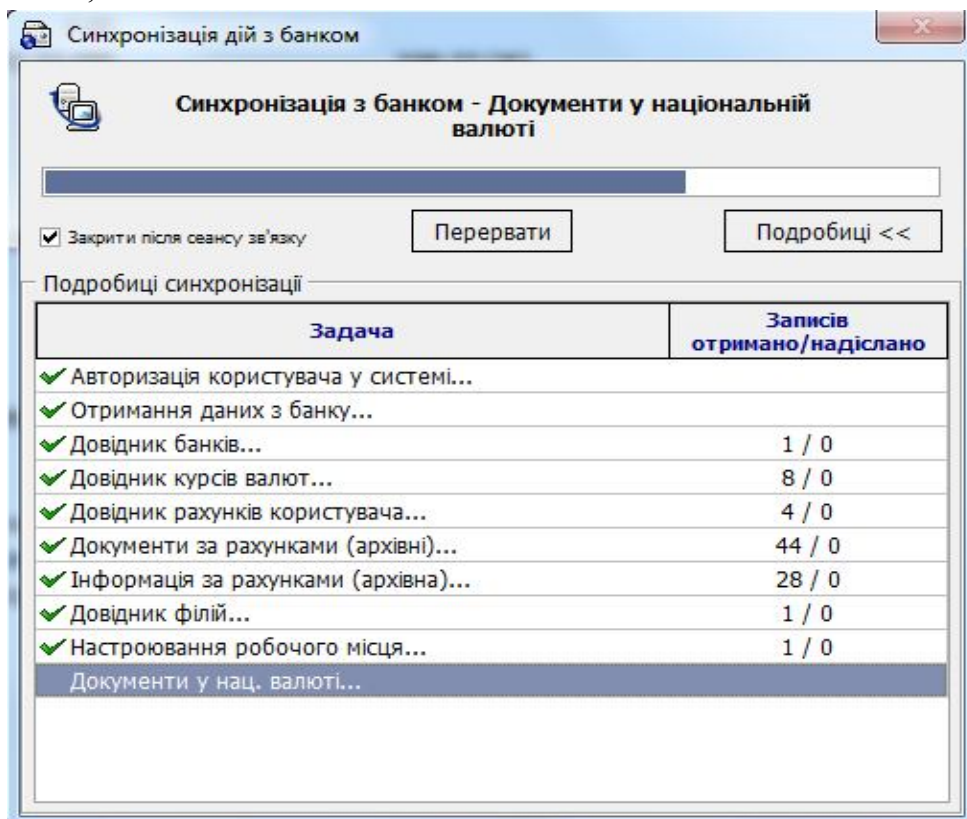 Синхронізація дій з банком
Синхронізація з банком - Документи у національній
валюті
Закрити після сеансу зв'язку
Перервати
Подробиці <<
Подробиці синхронізації
Задача
Записів
отримано/надіслано
Авторизація користувача у системі...
Отримання даних з банку...
Довідник банків... 1 / 0
Довідник курсів валют... 8 / 0
Довідник рахунків користувача... 4 / 0
Документи за рахунками (архівні)... 44 / 0
Інформація за рахунками (архівна)... 28 / 0
Довідник філій... 1 / 0
Настроювання робочого місця... 1 / 0
Документи у нац. валюті...